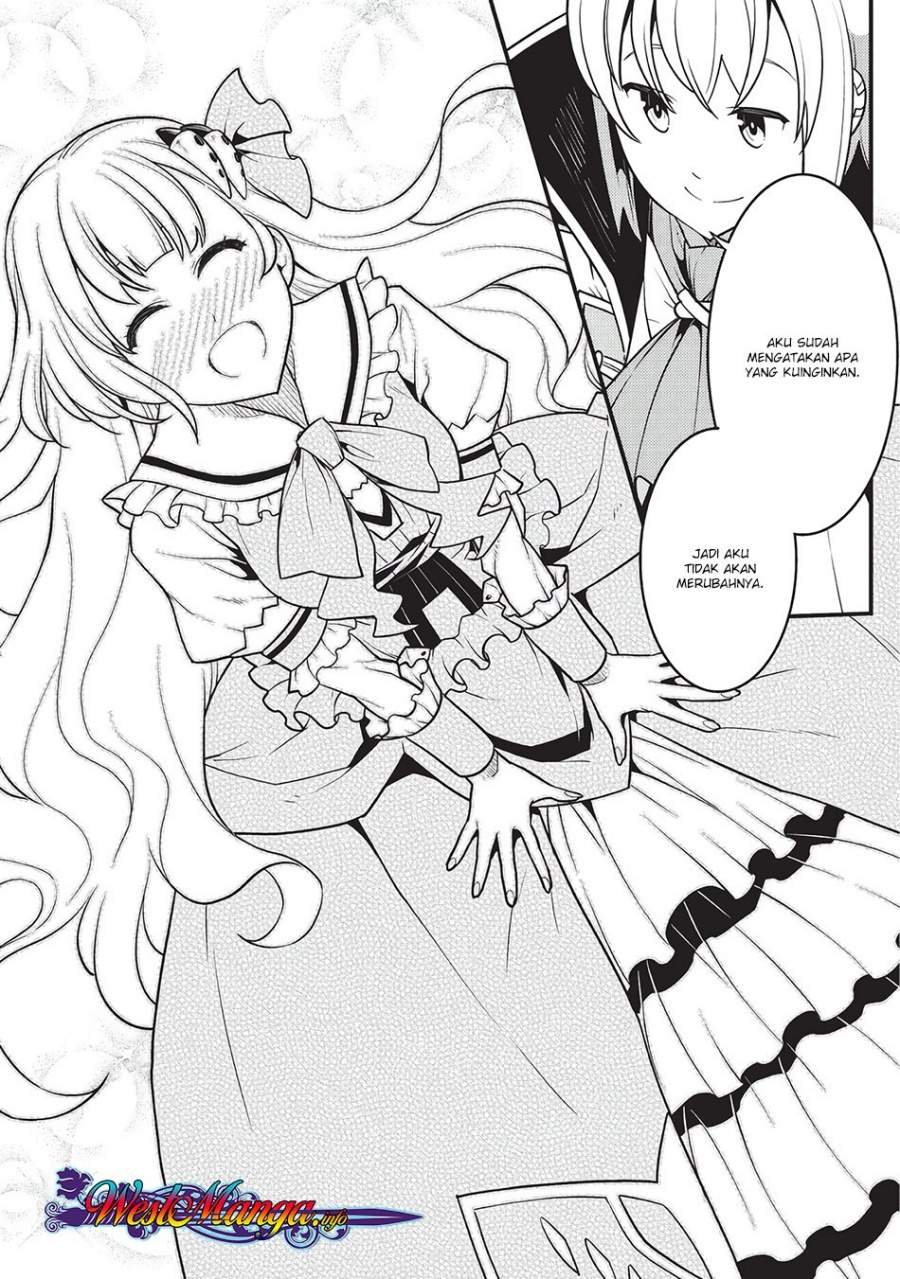 AKU SUDAH
MENGATAKAN APA
YANG KUINGINKAN.
JADI AKU
TIDAK AKAN
MERUBAHNYA.
WestManga.info